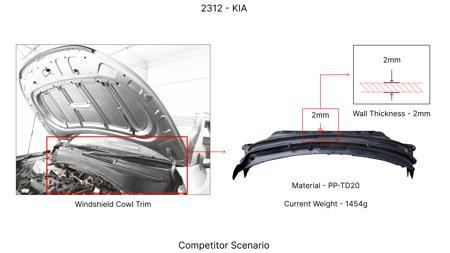 2312 - KIA
2mm
Wall Thickness - 2mm
2mm
Material - PP-TD20
Windshield Cowl Trim
Current Weight - 1454g
Competitor Scenario